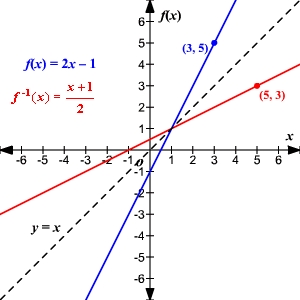 f(x)
6
5
4
3
2
1
-1
-2
-3
-4
-5
-6
-6 -5 -4 -3 -2 -1 O 1 2 3 4 5 6
x
f(x) = 2x – 1
f⁻¹(x) = (x + 1)/2
(3, 5)
(5, 3)
y = x